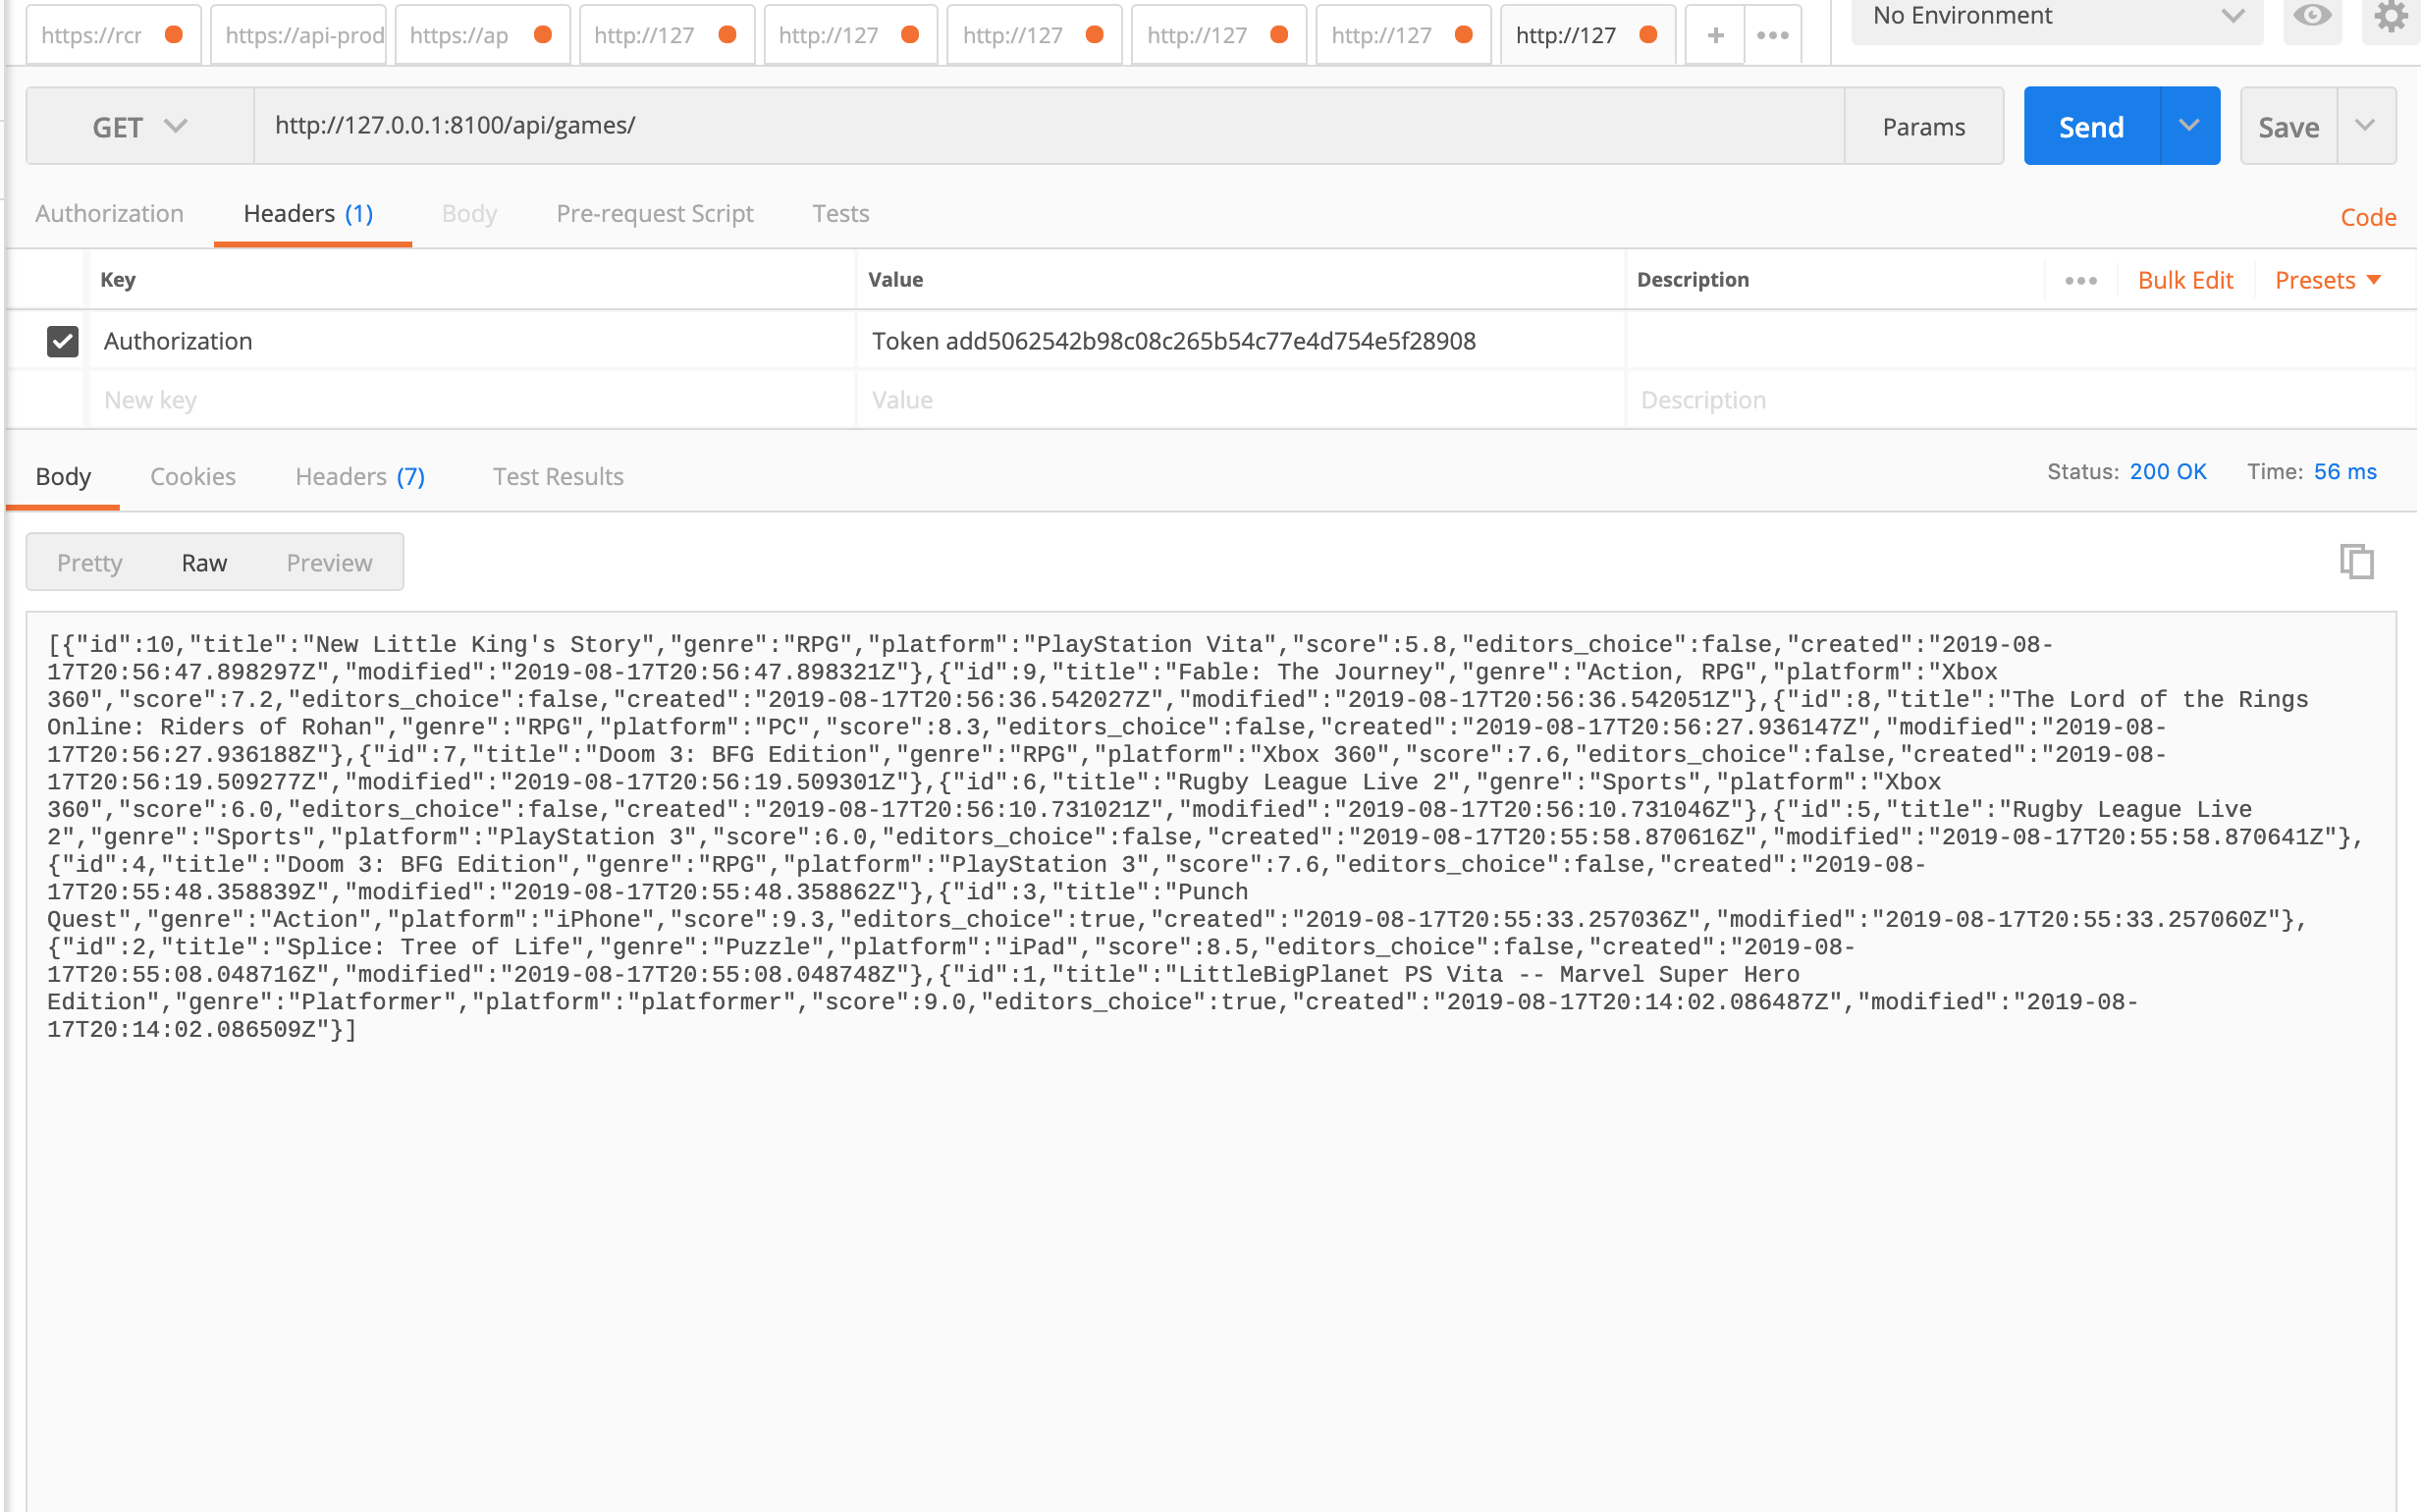 https://rcr
https://api-prod
https://ap
http://127
http://127
http://127
http://127
http://127
http://127
No Environment
GET
http://127.0.0.1:8100/api/games/
Params
Send
Save
Authorization
Headers (1)
Body
Pre-request Script
Tests
Code
Key
Value
Description
Bulk Edit
Presets
Authorization
Token add5062542b98c08c265b54c77e4d754e5f28908
New key
Value
Description
Body
Cookies
Headers (7)
Test Results
Status: 200 OK
Time: 56 ms
Pretty
Raw
Preview
[{"id":10,"title":"New Little King's Story","genre":"RPG","platform":"PlayStation Vita","score":5.8,"editors_choice":false,"created":"2019-08-
17T20:56:47.898297Z","modified":"2019-08-17T20:56:47.898321Z"},{"id":9,"title":"Fable: The Journey","genre":"Action, RPG","platform":"Xbox
360","score":7.2,"editors_choice":false,"created":"2019-08-17T20:56:36.542027Z","modified":"2019-08-17T20:56:36.542051Z"},{"id":8,"title":"The Lord of the Rings
Online: Riders of Rohan","genre":"RPG","platform":"PC","score":8.3,"editors_choice":false,"created":"2019-08-17T20:56:27.936147Z","modified":"2019-08-
17T20:56:27.936188Z"},{"id":7,"title":"Doom 3: BFG Edition","genre":"RPG","platform":"Xbox 360","score":7.6,"editors_choice":false,"created":"2019-08-
17T20:56:19.509277Z","modified":"2019-08-17T20:56:19.509301Z"},{"id":6,"title":"Rugby League Live 2","genre":"Sports","platform":"Xbox
360","score":6.0,"editors_choice":false,"created":"2019-08-17T20:56:10.731021Z","modified":"2019-08-17T20:56:10.731046Z"},{"id":5,"title":"Rugby League Live
2","genre":"Sports","platform":"PlayStation 3","score":6.0,"editors_choice":false,"created":"2019-08-17T20:55:58.870616Z","modified":"2019-08-17T20:55:58.870641Z"},
{"id":4,"title":"Doom 3: BFG Edition","genre":"RPG","platform":"PlayStation 3","score":7.6,"editors_choice":false,"created":"2019-08-
17T20:55:48.358839Z","modified":"2019-08-17T20:55:48.358862Z"},{"id":3,"title":"Punch
Quest","genre":"Action","platform":"iPhone","score":9.3,"editors_choice":true,"created":"2019-08-17T20:55:33.257036Z","modified":"2019-08-17T20:55:33.257060Z"},
{"id":2,"title":"Splice: Tree of Life","genre":"Puzzle","platform":"iPad","score":8.5,"editors_choice":false,"created":"2019-08-
17T20:55:08.048716Z","modified":"2019-08-17T20:55:08.048748Z"},{"id":1,"title":"LittleBigPlanet PS Vita -- Marvel Super Hero
Edition","genre":"Platformer","platform":"platformer","score":9.0,"editors_choice":true,"created":"2019-08-17T20:14:02.086487Z","modified":"2019-08-
17T20:14:02.086509Z"}]